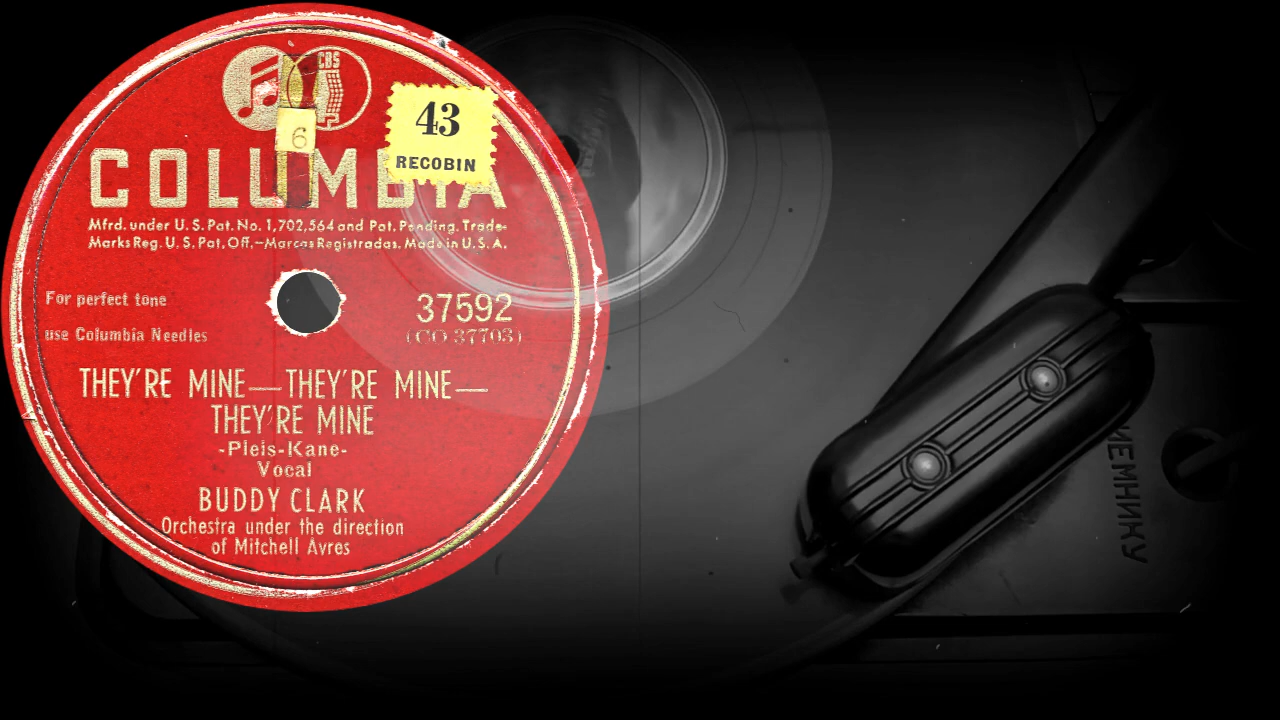 CBS
43
RECOBIN
6
COLUMBIA
Mfrd. under U.S. Pat. No. 1,702,564 and Pat. Pending. Trade-
Marks Reg. U.S. Pat. Off.—Marcas Registradas. Made in U.S.A.
For perfect tone
use Columbia Needles
37592
(CO 37703)
THEY'RE MINE—THEY'RE MINE—
THEY'RE MINE
-Pleis-Kane-
Vocal
BUDDY CLARK
Orchestra under the direction
of Mitchell Ayres
ИЕМНИКУ